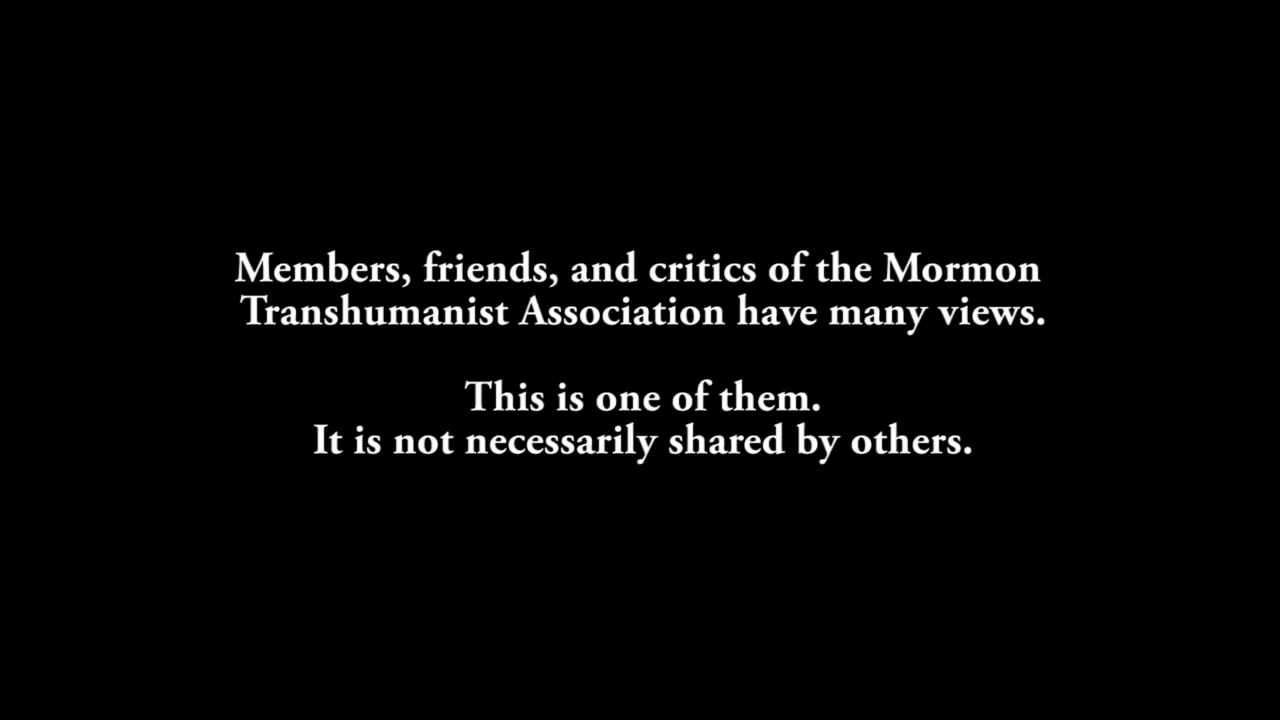 Members, friends, and critics of the Mormon
Transhumanist Association have many views.
This is one of them.
It is not necessarily shared by others.